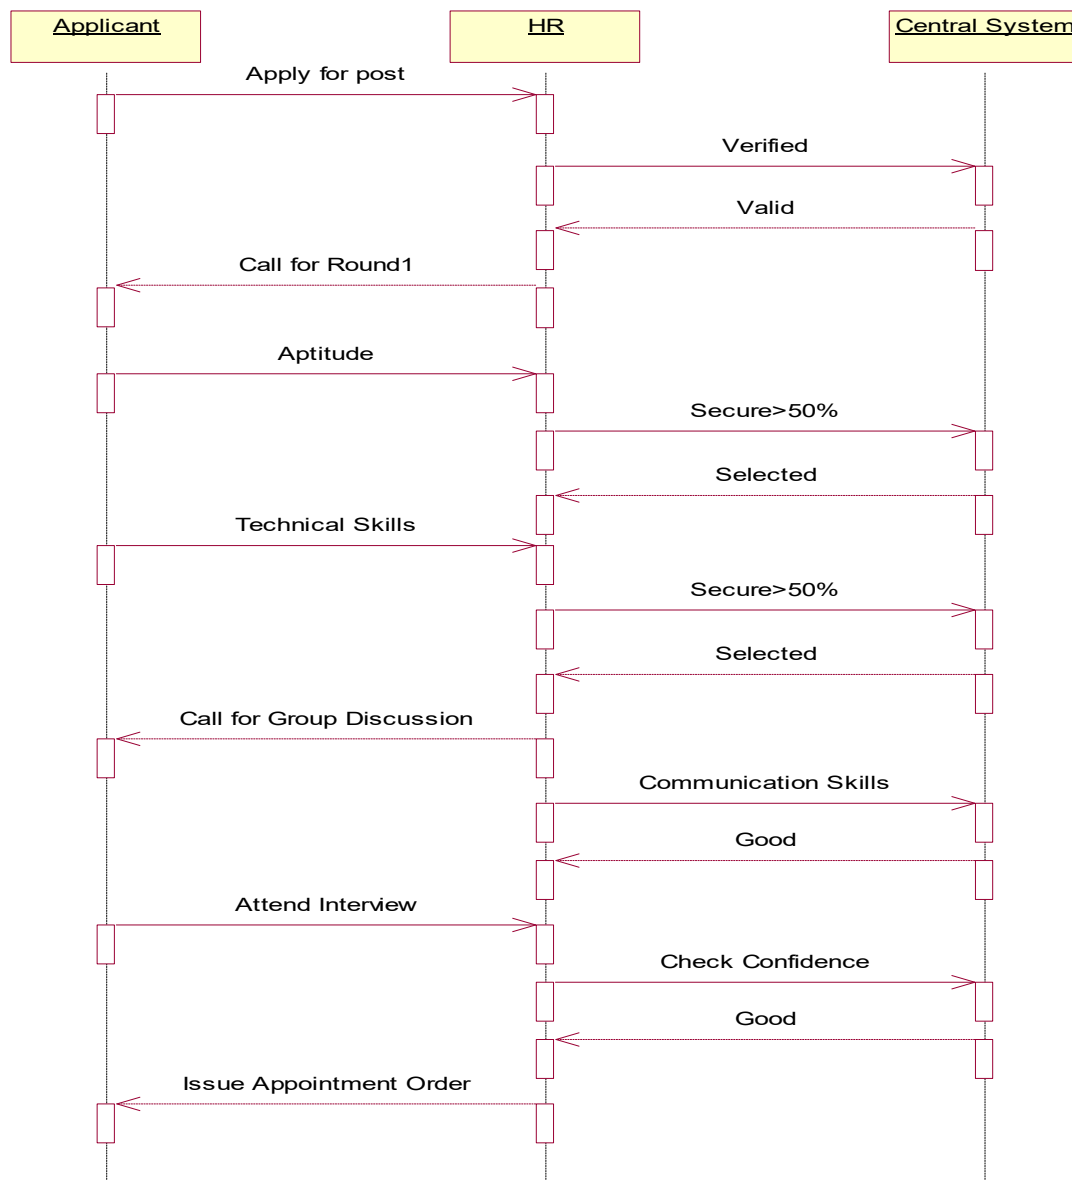 Applicant
HR
Central System
Apply for post
Verified
Valid
Call for Round1
Aptitude
Secure>50%
Selected
Technical Skills
Secure>50%
Selected
Call for Group Discussion
Communication Skills
Good
Attend Interview
Check Confidence
Good
Issue Appointment Order